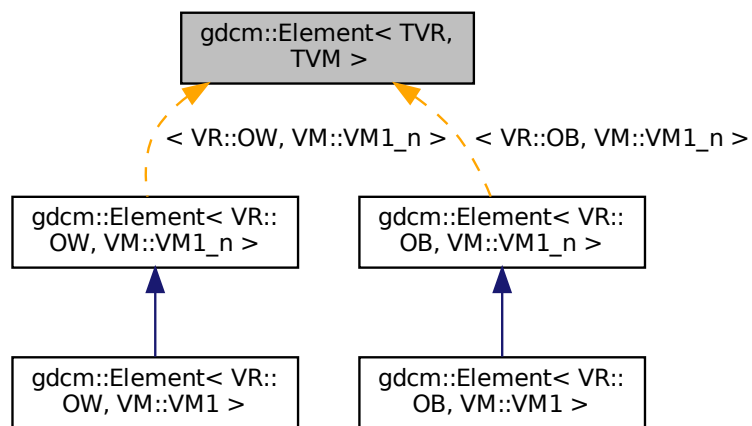 gdcm::Element< TVR,
TVM >
< VR::OW, VM::VM1_n >
< VR::OB, VM::VM1_n >
gdcm::Element< VR::
OW, VM::VM1_n >
gdcm::Element< VR::
OB, VM::VM1_n >
gdcm::Element< VR::
OW, VM::VM1 >
gdcm::Element< VR::
OB, VM::VM1 >